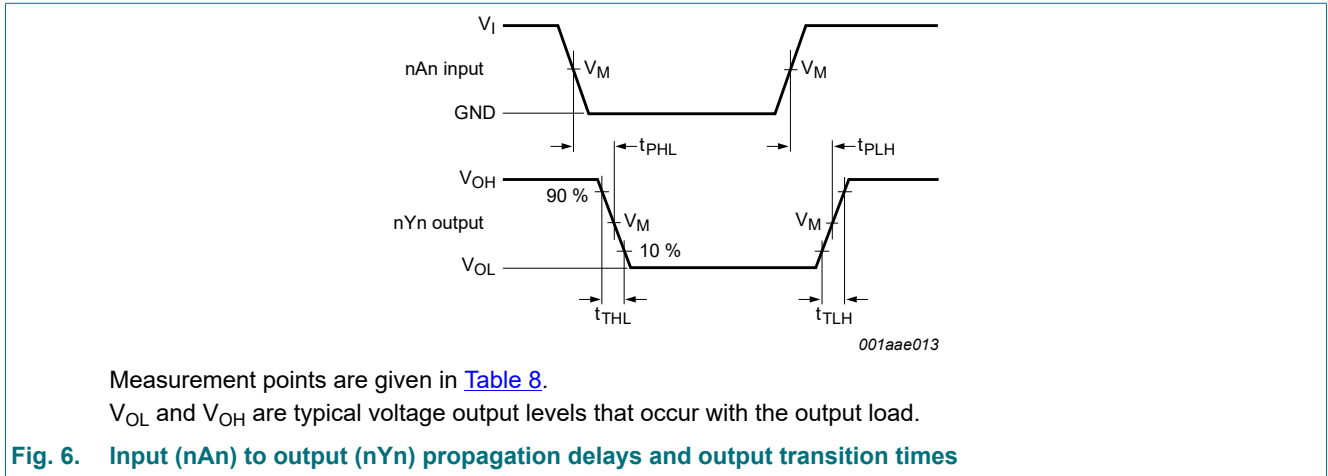 VI
nAn input
VM
VM
GND
tPHL
tPLH
VOH
90 %
nYn output
VM
VM
10 %
VOL
tTHL
tTLH
001aae013
Measurement points are given in Table 8.
VOL and VOH are typical voltage output levels that occur with the output load.
Fig. 6. Input (nAn) to output (nYn) propagation delays and output transition times